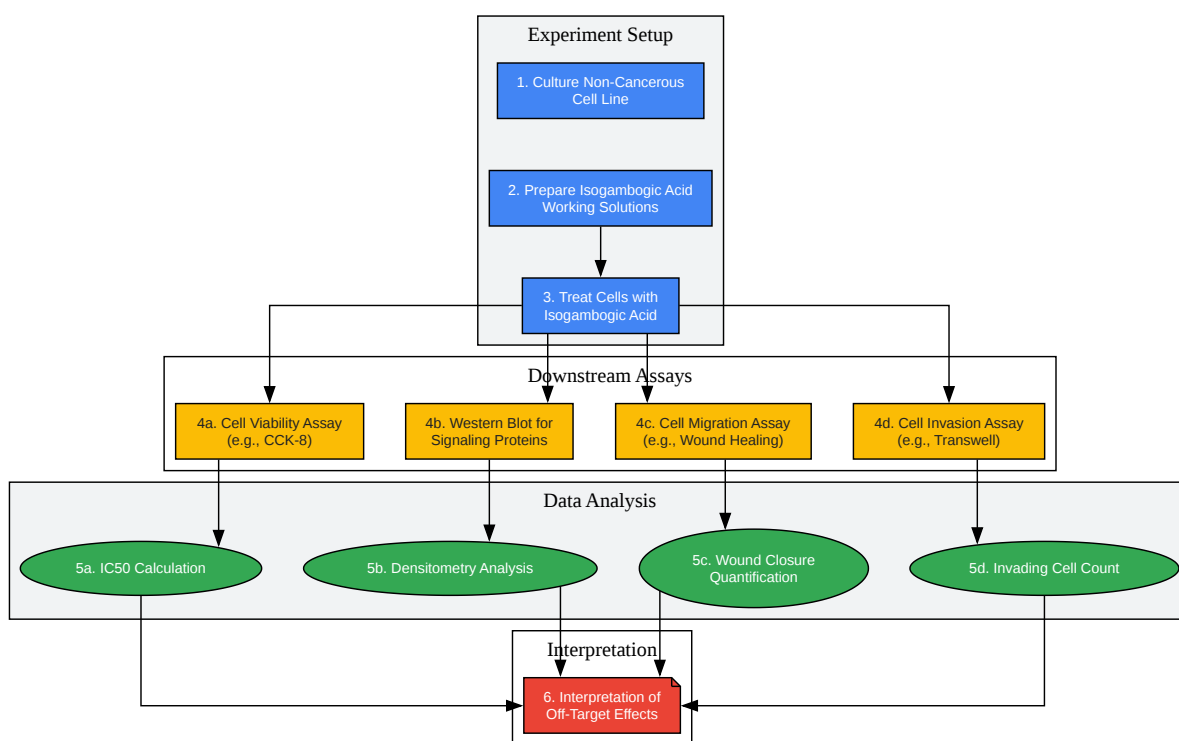 Experiment Setup
1. Culture Non-Cancerous
Cell Line
2. Prepare Isogambogic Acid
Working Solutions
3. Treat Cells with
Isogambogic Acid
Downstream Assays
4a. Cell Viability Assay
(e.g., CCK-8)
4b. Western Blot for
Signaling Proteins
4c. Cell Migration Assay
(e.g., Wound Healing)
4d. Cell Invasion Assay
(e.g., Transwell)
Data Analysis
5a. IC50 Calculation
5b. Densitometry Analysis
5c. Wound Closure
Quantification
5d. Invading Cell Count
Interpretation
6. Interpretation of
Off-Target Effects